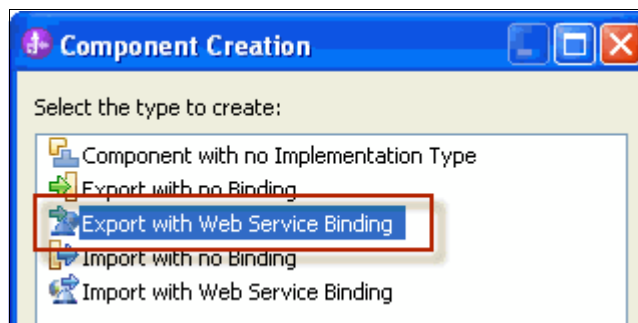 Component Creation
Select the type to create:
Component with no Implementation Type
Export with no Binding
Export with Web Service Binding
Import with no Binding
Import with Web Service Binding